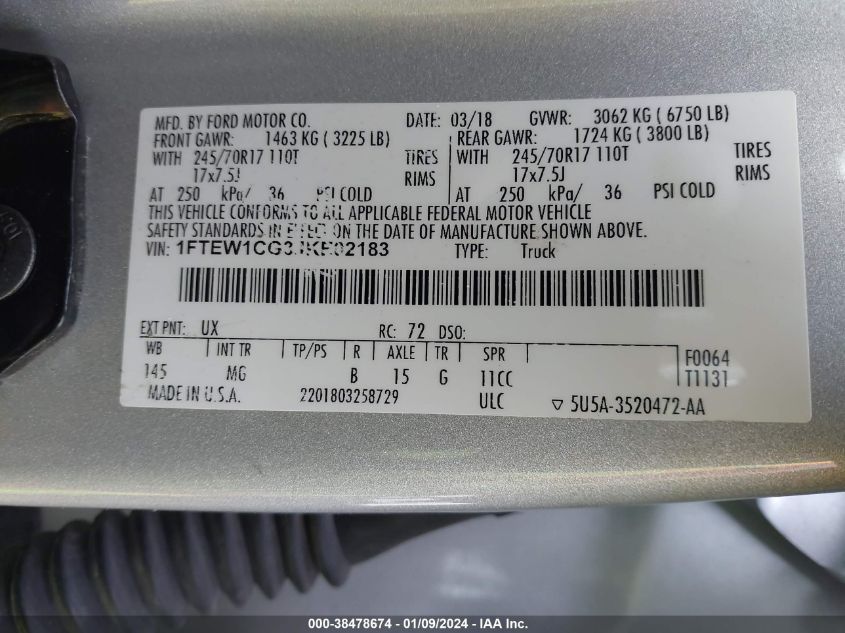 MFD. BY FORD MOTOR CO. DATE: 03/18 GVWR: 3062 KG ( 6750 LB)
FRONT GAWR: 1463 KG ( 3225 LB) REAR GAWR: 1724 KG ( 3800 LB)
WITH 245/70R17 110T TIRES WITH 245/70R17 110T TIRES
17x7.5J RIMS 17x7.5J RIMS
AT 250 kPa/ 36 PSI COLD AT 250 kPa/ 36 PSI COLD
THIS VEHICLE CONFORMS TO ALL APPLICABLE FEDERAL MOTOR VEHICLE
SAFETY STANDARDS IN EFFECT ON THE DATE OF MANUFACTURE SHOWN ABOVE.
VIN: TYPE: Truck
EXT PNT: UX RC: 72 DSO:
WB INT TR TP/PS R AXLE TR SPR F0064
145 MG B 15 G 11CC T1131
MADE IN U.S.A. 2201803258729 ULC ▽ 5U5A-3520472-AA
000-38478674 / 01/09/2024 / IAA Inc.